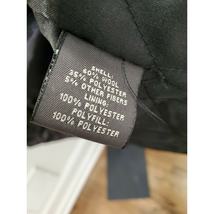 SHELL:
60% WOOL
35% POLYESTER
5% OTHER FIBERS
LINING:
100% POLYESTER
POLYFILL:
100% POLYESTER